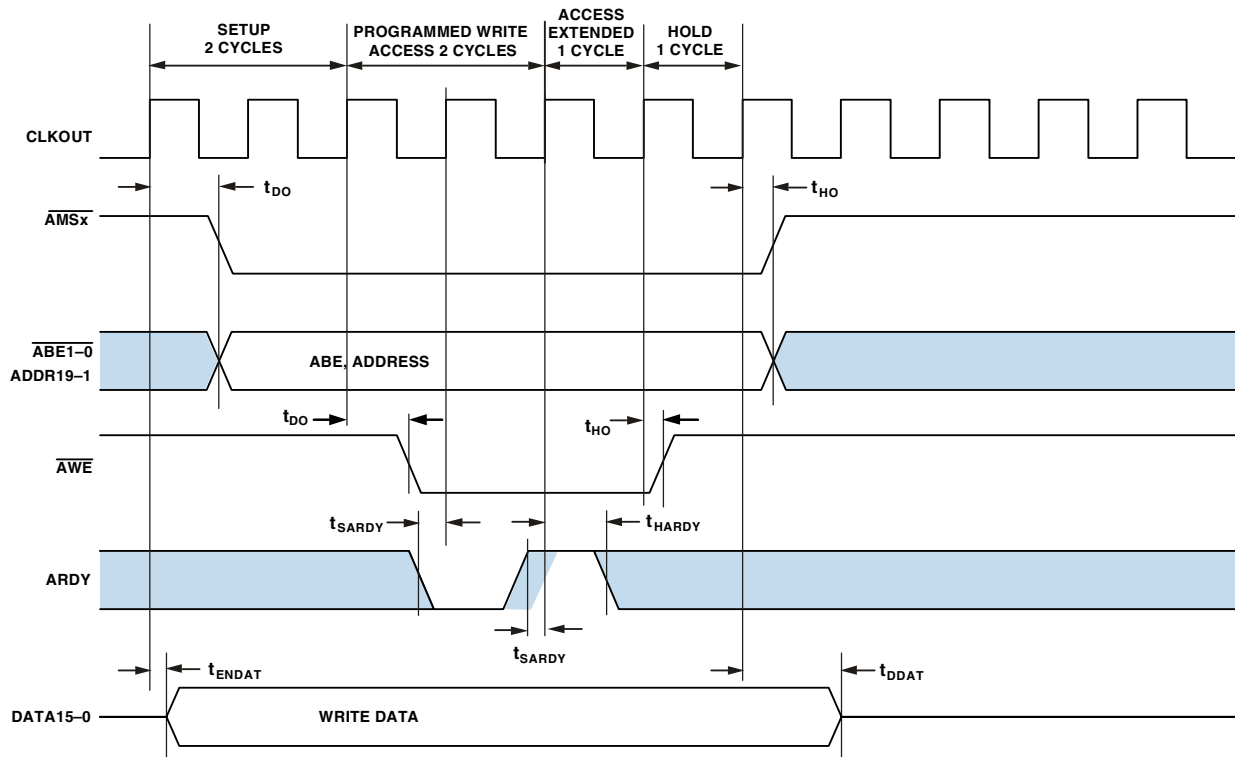 SETUP
2 CYCLES
PROGRAMMED WRITE
ACCESS 2 CYCLES
ACCESS
EXTENDED
1 CYCLE
HOLD
1 CYCLE
CLKOUT
tDO
tHO
AMSx
ABE1–0
ADDR19–1
ABE, ADDRESS
tDO
tHO
AWE
tSARDY
tHARDY
ARDY
tSARDY
tENDAT
tDDAT
DATA15–0
WRITE DATA